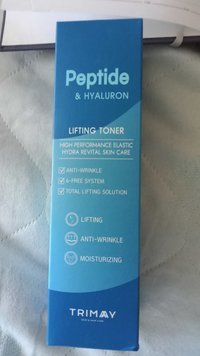 Peptide
& HYALURON
LIFTING TONER
HIGH PERFORMANCE ELASTIC
HYDRA REVITAL SKIN CARE
ANTI-WRINKLE
6-FREE SYSTEM
TOTAL LIFTING SOLUTION
LIFTING
ANTI-WRINKLE
MOISTURIZING
TRIMAY